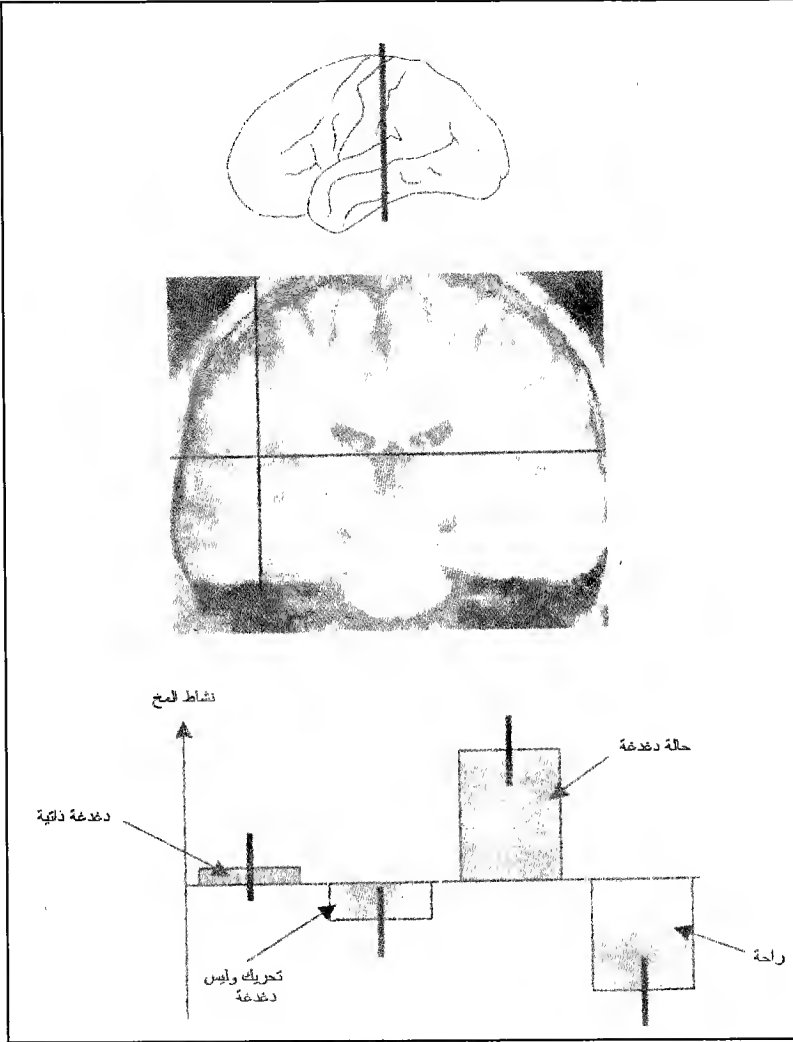 نشاط المخ
حالة دغدغة
دغدغة ذاتية
تحريك وليس
دغدغة
راحة